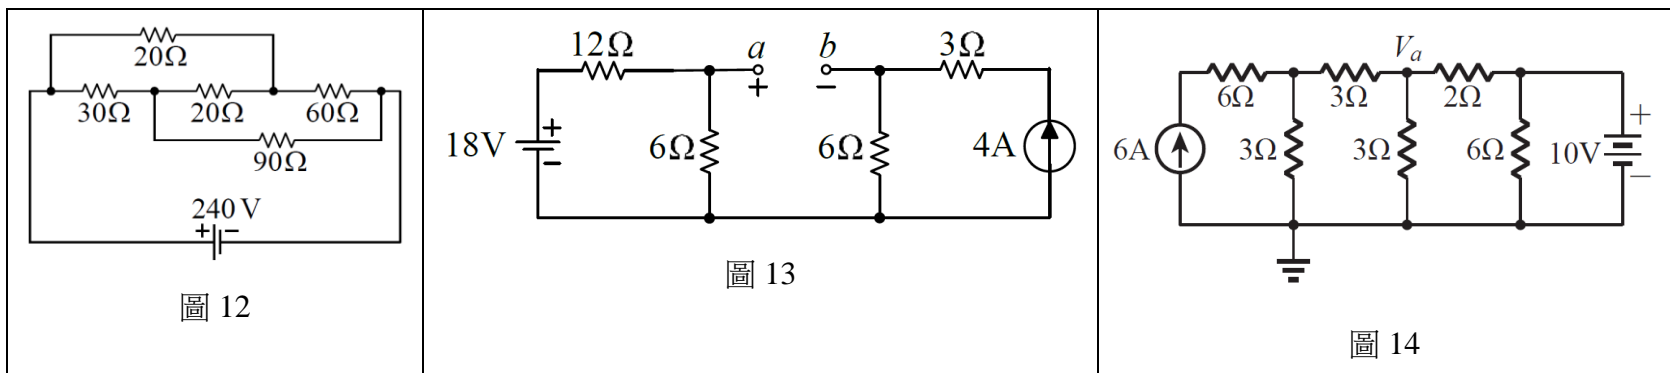 20Ω
30Ω 20Ω 60Ω
90Ω
240 V
+ −
圖 12
12Ω a b 3Ω
+ −
18V + − 6Ω 6Ω 4A
圖 13
Va
6Ω 3Ω 2Ω
6A 3Ω 3Ω 6Ω 10V + −
圖 14